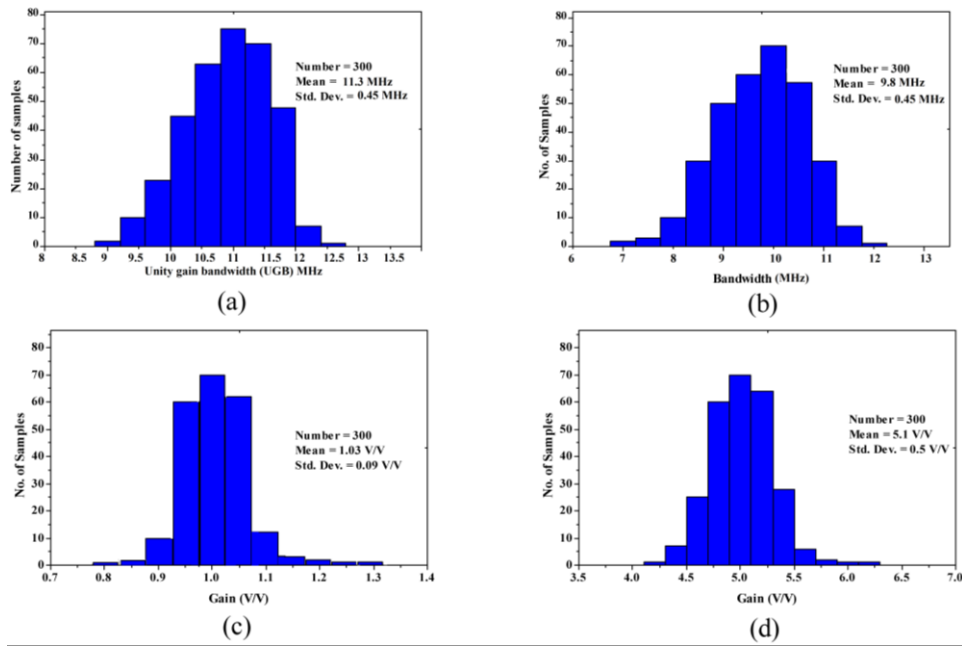 80
70
60
50
40
30
20
10
0
Number of samples
Number = 300
Mean = 11.3 MHz
Std. Dev. = 0.45 MHz
8 8.5 9 9.5 10 10.5 11 11.5 12 12.5 13 13.5
Unity gain bandwidth (UGB) MHz
(a)
80
70
60
50
40
30
20
10
0
No. of Samples
Number = 300
Mean = 9.8 MHz
Std. Dev. = 0.45 MHz
6 7 8 9 10 11 12 13
Bandwidth (MHz)
(b)
80
70
60
50
40
30
20
10
0
No. of Samples
Number = 300
Mean = 1.03 V/V
Std. Dev. = 0.09 V/V
0.7 0.8 0.9 1.0 1.1 1.2 1.3 1.4
Gain (V/V)
(c)
80
70
60
50
40
30
20
10
0
No. of Samples
Number = 300
Mean = 5.1 V/V
Std. Dev. = 0.5 V/V
3.5 4.0 4.5 5.0 5.5 6.0 6.5 7.0
Gain (V/V)
(d)